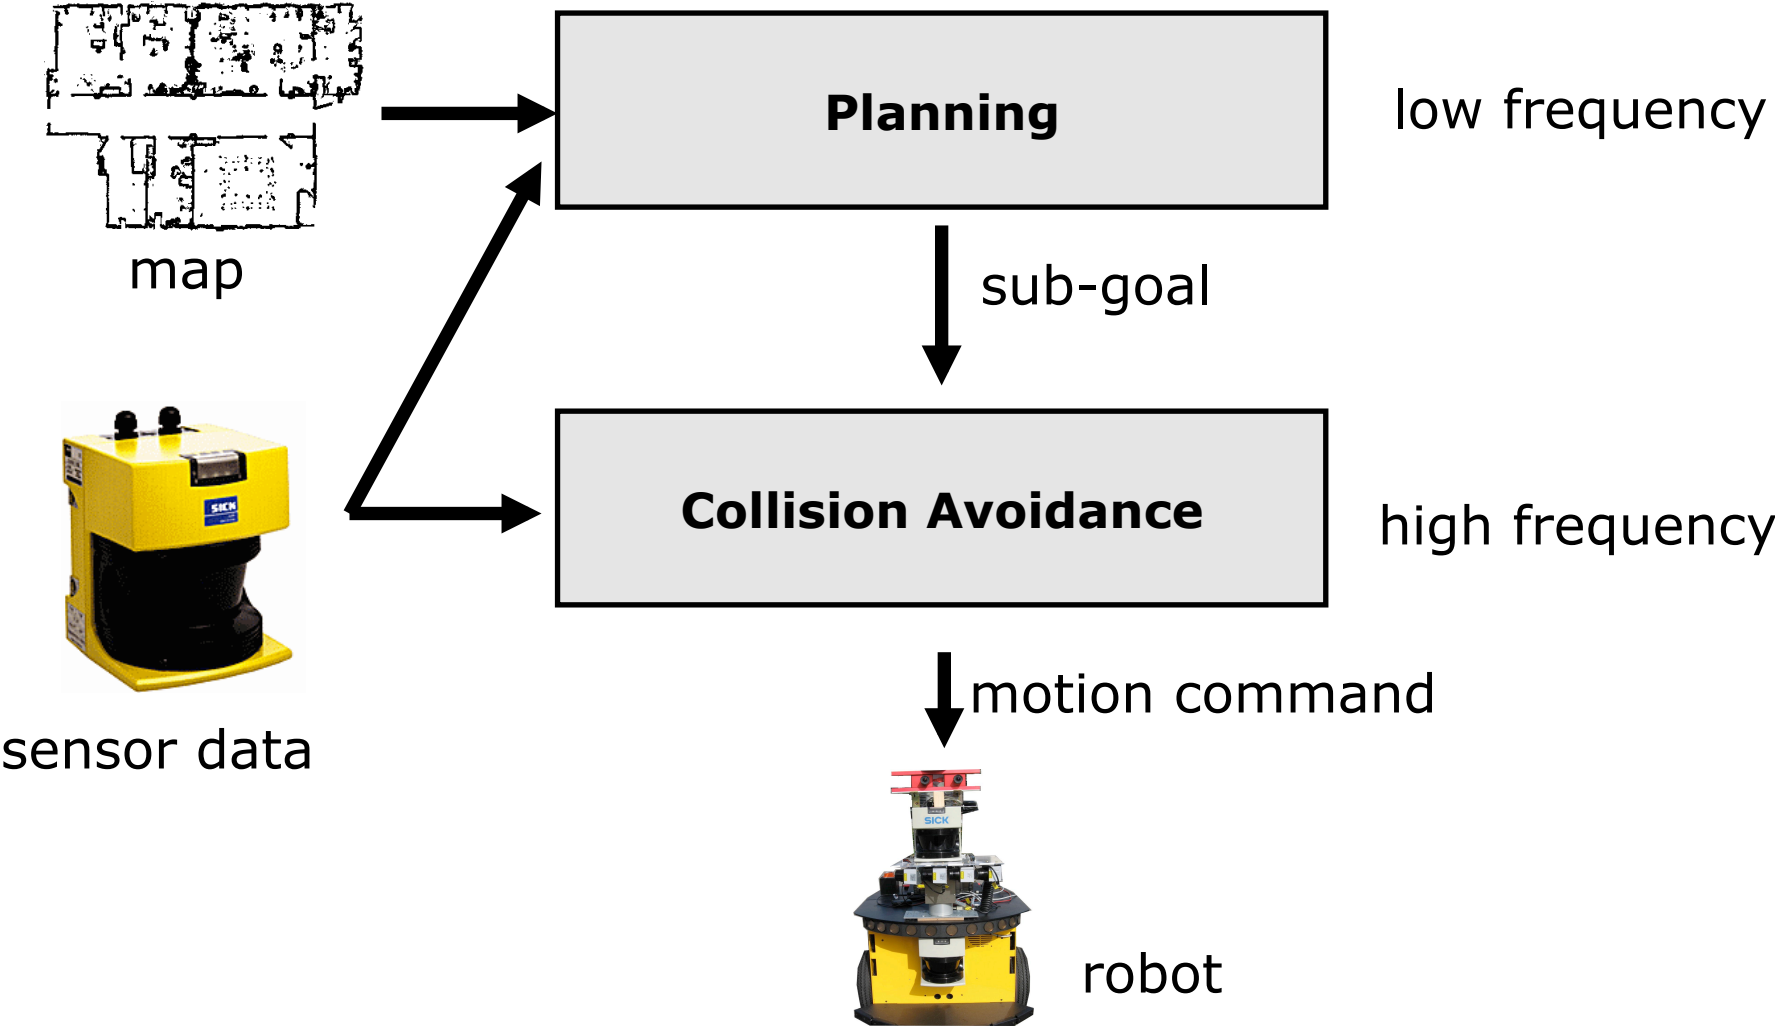 Planning
low frequency
map
sub-goal
SICK
Collision Avoidance
high frequency
motion command
sensor data
SICK
robot